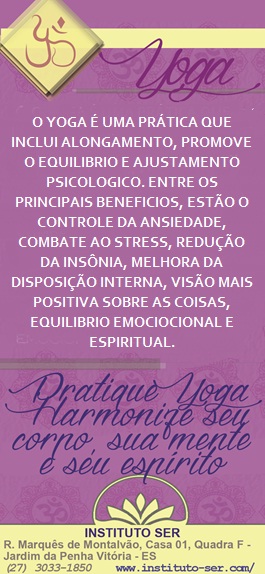 Yoga
O YOGA É UMA PRÁTICA QUE
INCLUI ALONGAMENTO, PROMOVE
O EQUILIBRIO E AJUSTAMENTO
PSICOLOGICO. ENTRE OS
PRINCIPAIS BENEFICIOS, ESTÃO O
CONTROLE DA ANSIEDADE,
COMBATE AO STRESS, REDUÇÃO
DA INSÔNIA, MELHORA DA
DISPOSIÇÃO INTERNA, VISÃO MAIS
POSITIVA SOBRE AS COISAS,
EQUILIBRIO EMOCIOCIONAL E
ESPIRITUAL.
Pratique Yoga
Harmonize seu
corpo, sua mente
e seu espírito
INSTITUTO SER
R. Marquês de Montalvão, Casa 01, Quadra F -
Jardim da Penha Vitória - ES
(27) 3033-1850 www.instituto-ser.com/